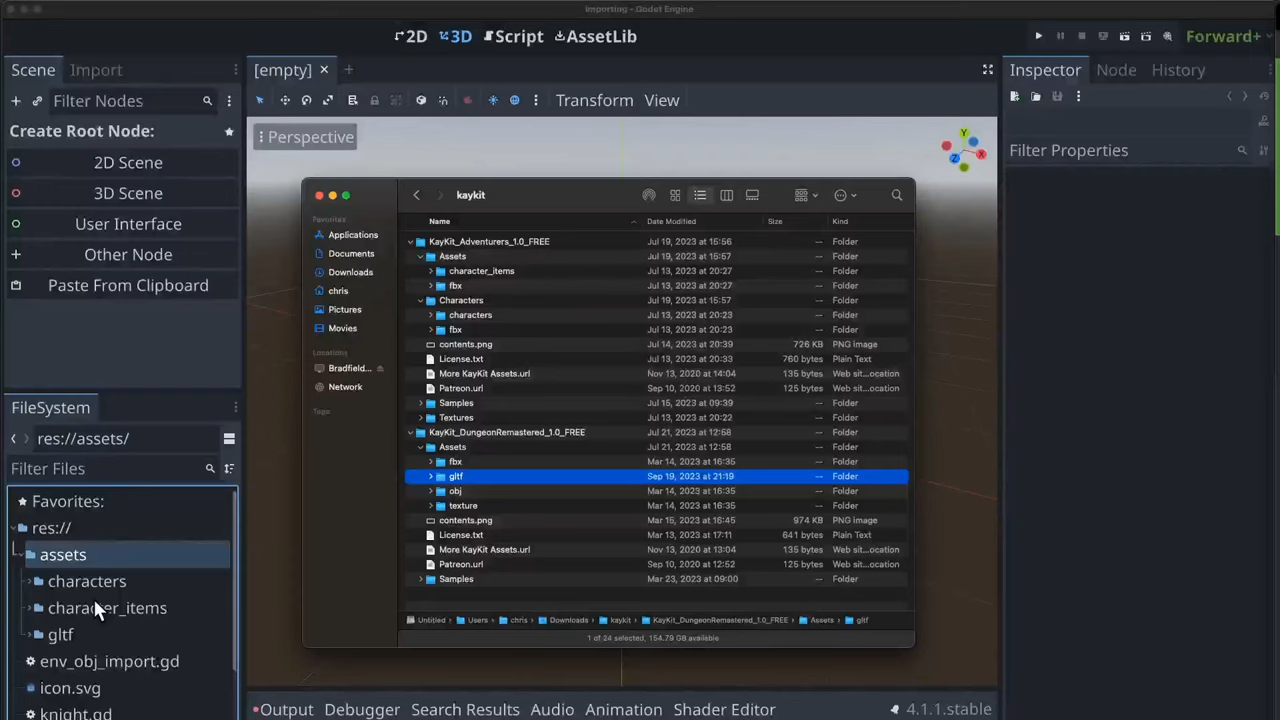 Importing - Godot Engine
2D 3D Script AssetLib Forward+
Scene Import [empty] Inspector Node History
Filter Nodes Transform View
Create Root Node:
Perspective
Filter Properties
2D Scene
3D Scene
User Interface
Other Node
Paste From Clipboard
FileSystem
res://assets/
Filter Files
Favorites:
res://
assets
characters
character_items
gltf
env_obj_import.gd
icon.svg
knight.gd
kaykit
Favorites
Applications
Documents
Downloads
chris
Pictures
Movies
Locations
Bradfield...
Network
Tags
Name Date Modified Size Kind
KayKit_Adventurers_1.0_FREE Jul 19, 2023 at 15:56 -- Folder
Assets Jul 19, 2023 at 15:57 -- Folder
character_items Jul 13, 2023 at 20:27 -- Folder
fbx Jul 13, 2023 at 20:27 -- Folder
Characters Jul 19, 2023 at 15:57 -- Folder
characters Jul 13, 2023 at 20:23 -- Folder
fbx Jul 13, 2023 at 20:23 -- Folder
contents.png Jul 14, 2023 at 20:39 726 KB PNG image
License.txt Jul 13, 2023 at 20:33 760 bytes Plain Text
More KayKit Assets.url Nov 13, 2020 at 14:04 135 bytes Web sit...ocation
Patreon.url Sep 10, 2020 at 13:52 125 bytes Web sit...ocation
Samples Jul 15, 2023 at 09:39 -- Folder
Textures Jul 13, 2023 at 20:22 -- Folder
KayKit_DungeonRemastered_1.0_FREE Jul 21, 2023 at 12:58 -- Folder
Assets Jul 21, 2023 at 12:58 -- Folder
fbx Mar 14, 2023 at 16:35 -- Folder
gltf Sep 19, 2023 at 21:19 -- Folder
obj Mar 14, 2023 at 16:35 -- Folder
texture Mar 14, 2023 at 16:35 -- Folder
contents.png Mar 15, 2023 at 16:45 974 KB PNG image
License.txt Mar 13, 2023 at 17:11 641 bytes Plain Text
More KayKit Assets.url Nov 13, 2020 at 13:04 135 bytes Web sit...ocation
Patreon.url Sep 10, 2020 at 12:52 125 bytes Web sit...ocation
Samples Mar 23, 2023 at 09:00 -- Folder
Untitled Users chris Downloads kaykit KayKit_DungeonRemastered_1.0_FREE Assets gltf
1 of 24 selected, 154.79 GB available
Y
X
Z
Output Debugger Search Results Audio Animation Shader Editor 4.1.1.stable